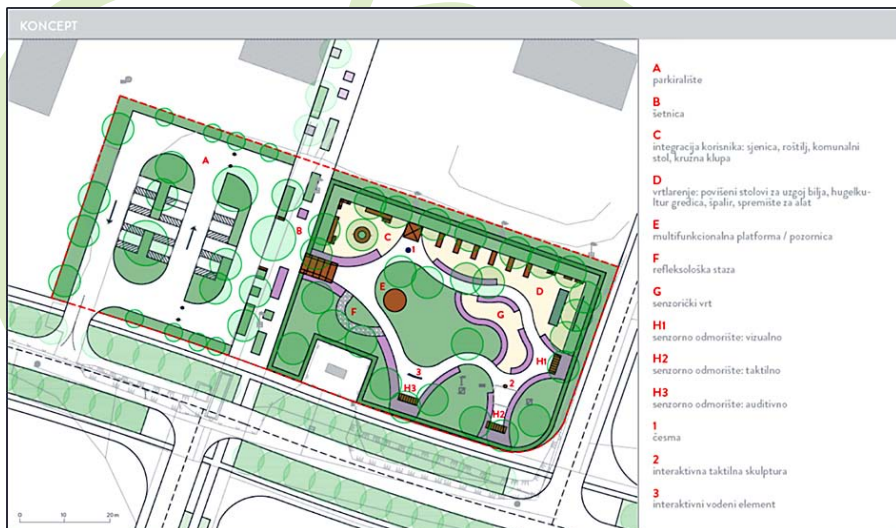 KONCEPT
A
parkiralište
B
šetnica
C
integracija korisnika: sjenica, roštilj, komunalni
stol, kružna klupa
D
vrtlarenje: povišeni stolovi za uzgoj bilja, hugelku-
ltur gredica, špalir, spremište za alat
E
multifunkcionalna platforma / pozornica
F
refleksološka staza
G
senzorički vrt
H1
senzorno odmorište: vizualno
H2
senzorno odmorište: taktilno
H3
senzorno odmorište: auditivno
1
česma
2
interaktivna taktilna skulptura
3
interaktivni vodeni element
A
B
C
1
D
E
F
G
H1
3
2
H3
H2
0 10 20 m